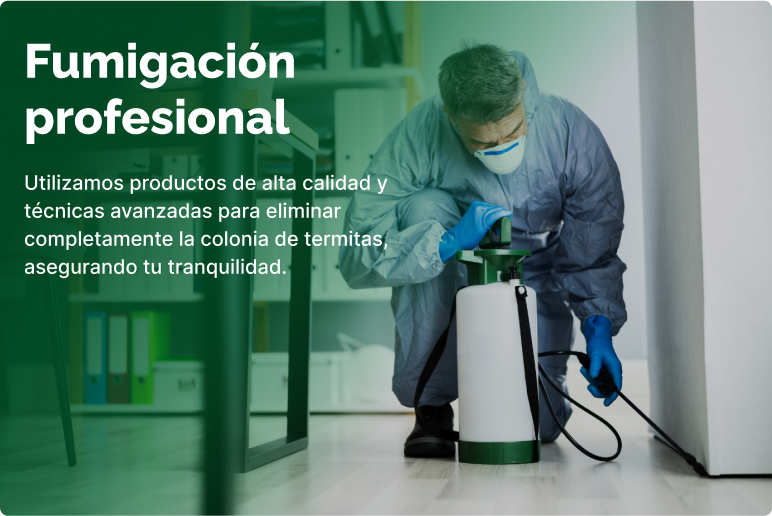 Fumigación
profesional
Utilizamos productos de alta calidad y
técnicas avanzadas para eliminar
completamente la colonia de termitas,
asegurando tu tranquilidad.